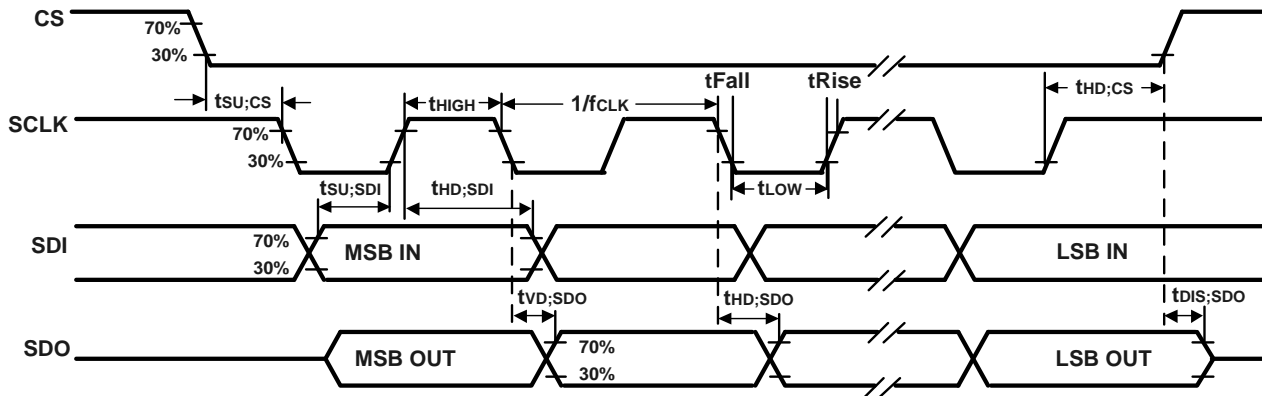 CS
70%
30%
tFall
tRise
tSU;CS
tHIGH
1/fCLK
tHD;CS
SCLK
70%
30%
tSU;SDI
tHD;SDI
tLOW
SDI
70%
30%
MSB IN
LSB IN
tVD;SDO
tHD;SDO
tDIS;SDO
SDO
MSB OUT
70%
30%
LSB OUT